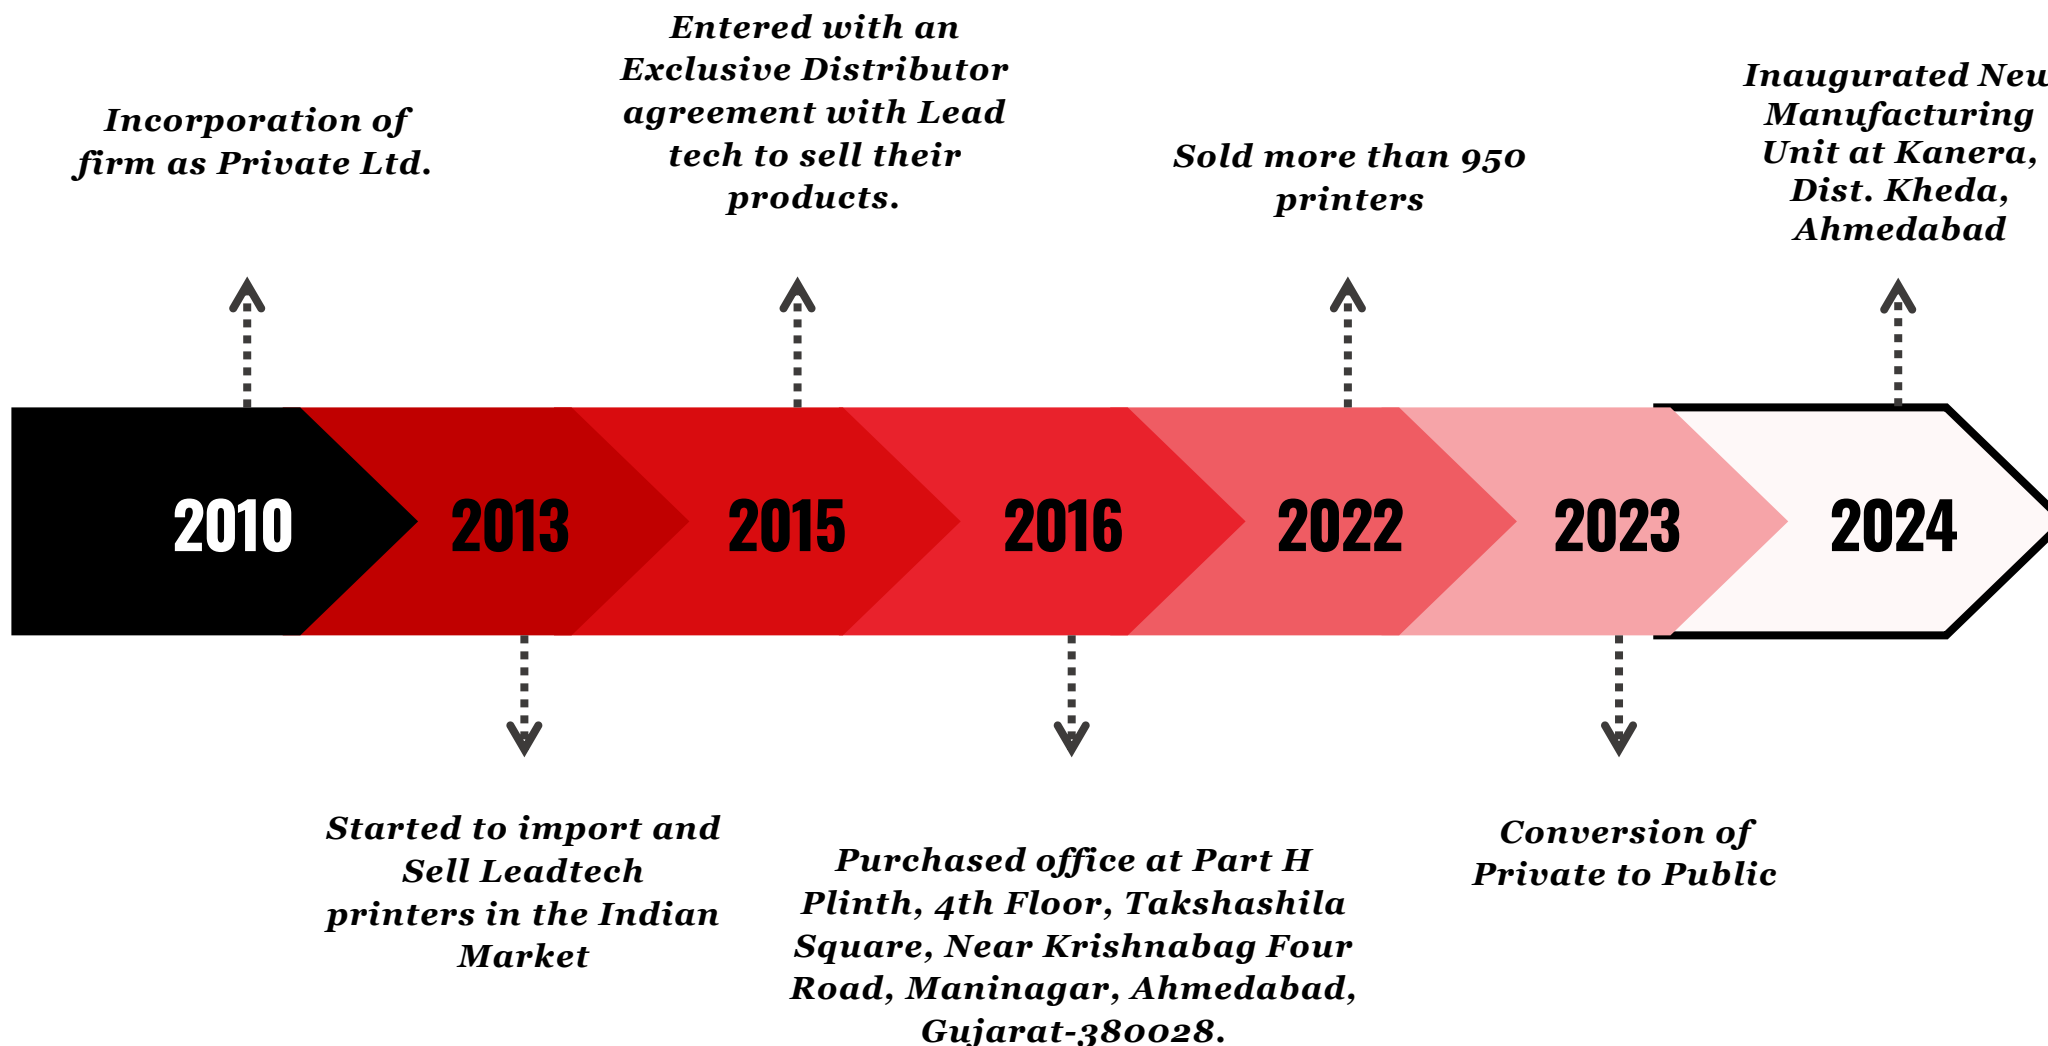 Entered with an
Exclusive Distributor
agreement with Lead
tech to sell their
products.
Incorporation of
firm as Private Ltd.
Sold more than 950
printers
Inaugurated New
Manufacturing
Unit at Kanera,
Dist. Kheda,
Ahmedabad
2010
2013
2015
2016
2022
2023
2024
Started to import and
Sell Leadtech
printers in the Indian
Market
Purchased office at Part H
Plinth, 4th Floor, Takshashila
Square, Near Krishnabag Four
Road, Maninagar, Ahmedabad,
Gujarat-380028.
Conversion of
Private to Public